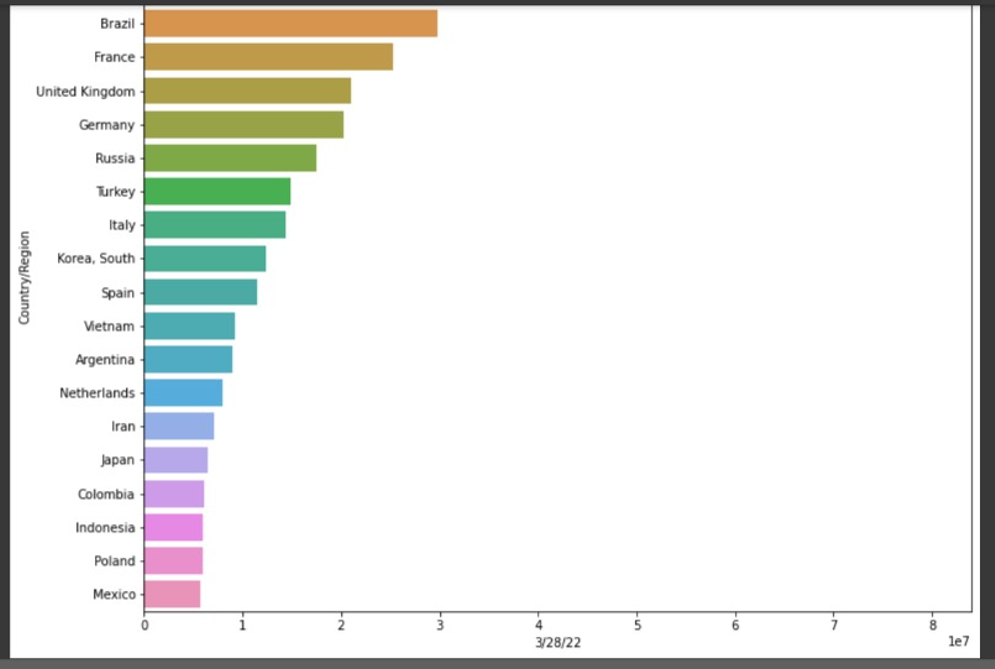 Brazil
France
United Kingdom
Germany
Russia
Turkey
Italy
Korea, South
Spain
Vietnam
Argentina
Netherlands
Iran
Japan
Colombia
Indonesia
Poland
Mexico
Country/Region
0 1 2 3 4 5 6 7 8
3/28/22
1e7